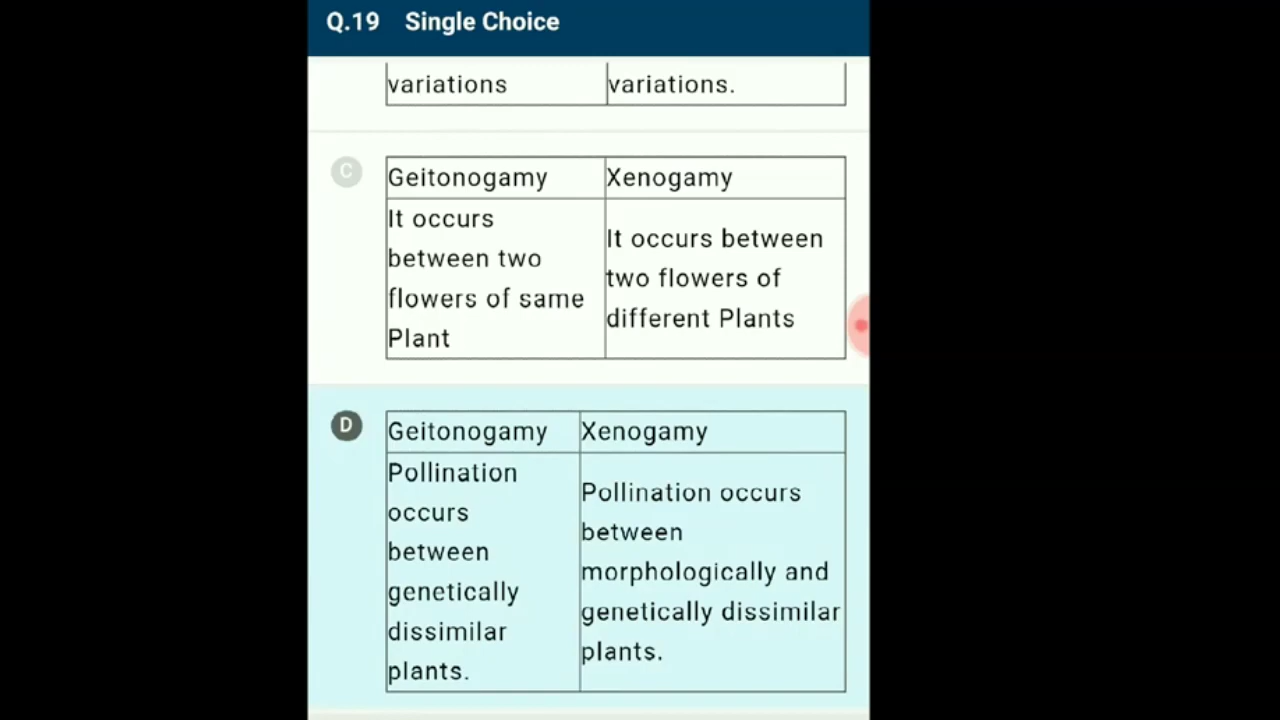 Q.19 Single Choice
variations variations.
C
Geitonogamy Xenogamy
It occurs
between two
flowers of same
Plant
It occurs between
two flowers of
different Plants
D
Geitonogamy Xenogamy
Pollination
occurs
between
genetically
dissimilar
plants.
Pollination occurs
between
morphologically and
genetically dissimilar
plants.